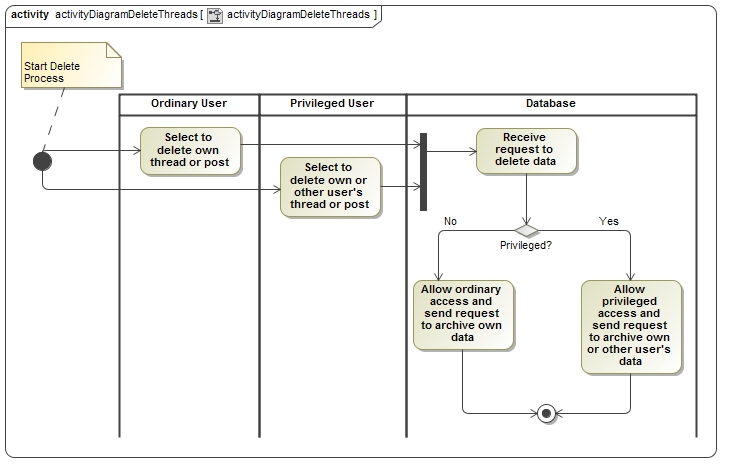 activity activityDiagramDeleteThreads [ activityDiagramDeleteThreads ]
Start Delete
Process
Ordinary User
Privileged User
Database
Select to
delete own
thread or post
Select to
delete own or
other user's
thread or post
Receive
request to
delete data
No
Yes
Privileged?
Allow ordinary
access and
send request
to archive own
data
Allow
privileged
access and
send request
to archive own
or other user's
data